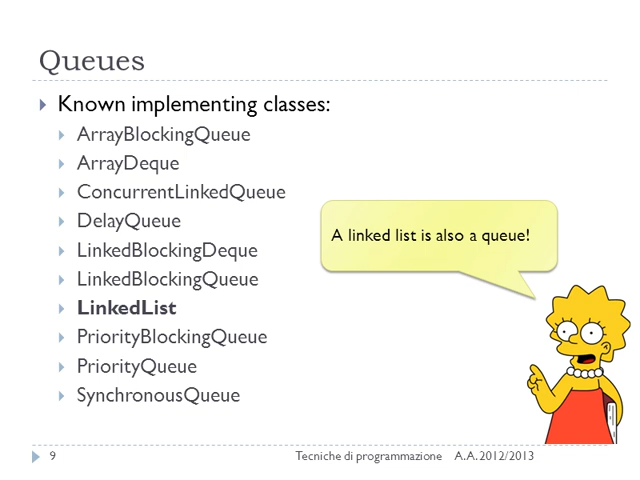 Queues
Known implementing classes:
ArrayBlockingQueue
ArrayDeque
ConcurrentLinkedQueue
DelayQueue
LinkedBlockingDeque
LinkedBlockingQueue
LinkedList
PriorityBlockingQueue
PriorityQueue
SynchronousQueue
A linked list is also a queue!
9 Tecniche di programmazione A.A. 2012/2013